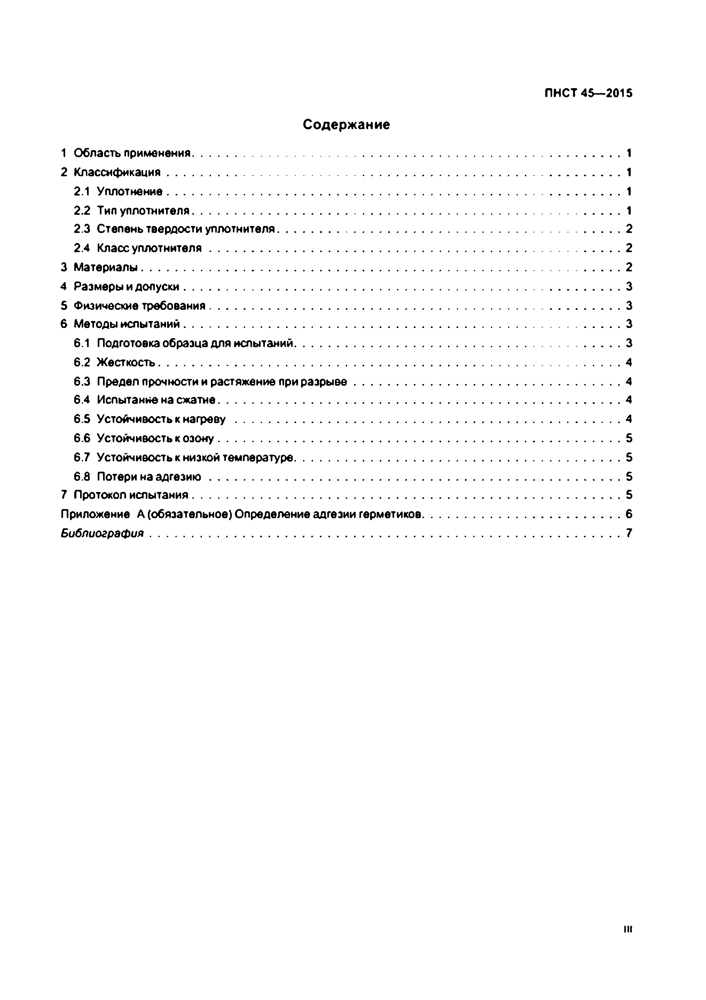 ПНСТ 45—2015
Содержание
1 Область применения. . . . . . . . . . . . . . . . . . . . 1
2 Классификация . . . . . . . . . . . . . . . . . . . . 1
2.1 Уплотнение . . . . . . . . . . . . . . . . . . . . 1
2.2 Тип уплотнителя. . . . . . . . . . . . . . . . . . . . 1
2.3 Степень твердости уплотнителя. . . . . . . . . . . . . . . . . . . . 2
2.4 Класс уплотнителя . . . . . . . . . . . . . . . . . . . . 2
3 Материалы . . . . . . . . . . . . . . . . . . . . 2
4 Размеры и допуски . . . . . . . . . . . . . . . . . . . . 3
5 Физические требования . . . . . . . . . . . . . . . . . . . . 3
6 Методы испытаний . . . . . . . . . . . . . . . . . . . . 3
6.1 Подготовка образца для испытаний. . . . . . . . . . . . . . . . . . . . 3
6.2 Жесткость . . . . . . . . . . . . . . . . . . . . 4
6.3 Предел прочности и растяжение при разрыве . . . . . . . . . . . . . . . . . . . . 4
6.4 Испытание на сжатие. . . . . . . . . . . . . . . . . . . . 4
6.5 Устойчивость к нагреву . . . . . . . . . . . . . . . . . . . . 4
6.6 Устойчивость к озону . . . . . . . . . . . . . . . . . . . . 5
6.7 Устойчивость к низкой температуре. . . . . . . . . . . . . . . . . . . . 5
6.8 Потери на адгезию . . . . . . . . . . . . . . . . . . . . 5
7 Протокол испытания . . . . . . . . . . . . . . . . . . . . 5
Приложение А (обязательное) Определение адгезии герметиков. . . . . . . . . . . . . . . . . . . . 6
Библиография . . . . . . . . . . . . . . . . . . . . 7
III